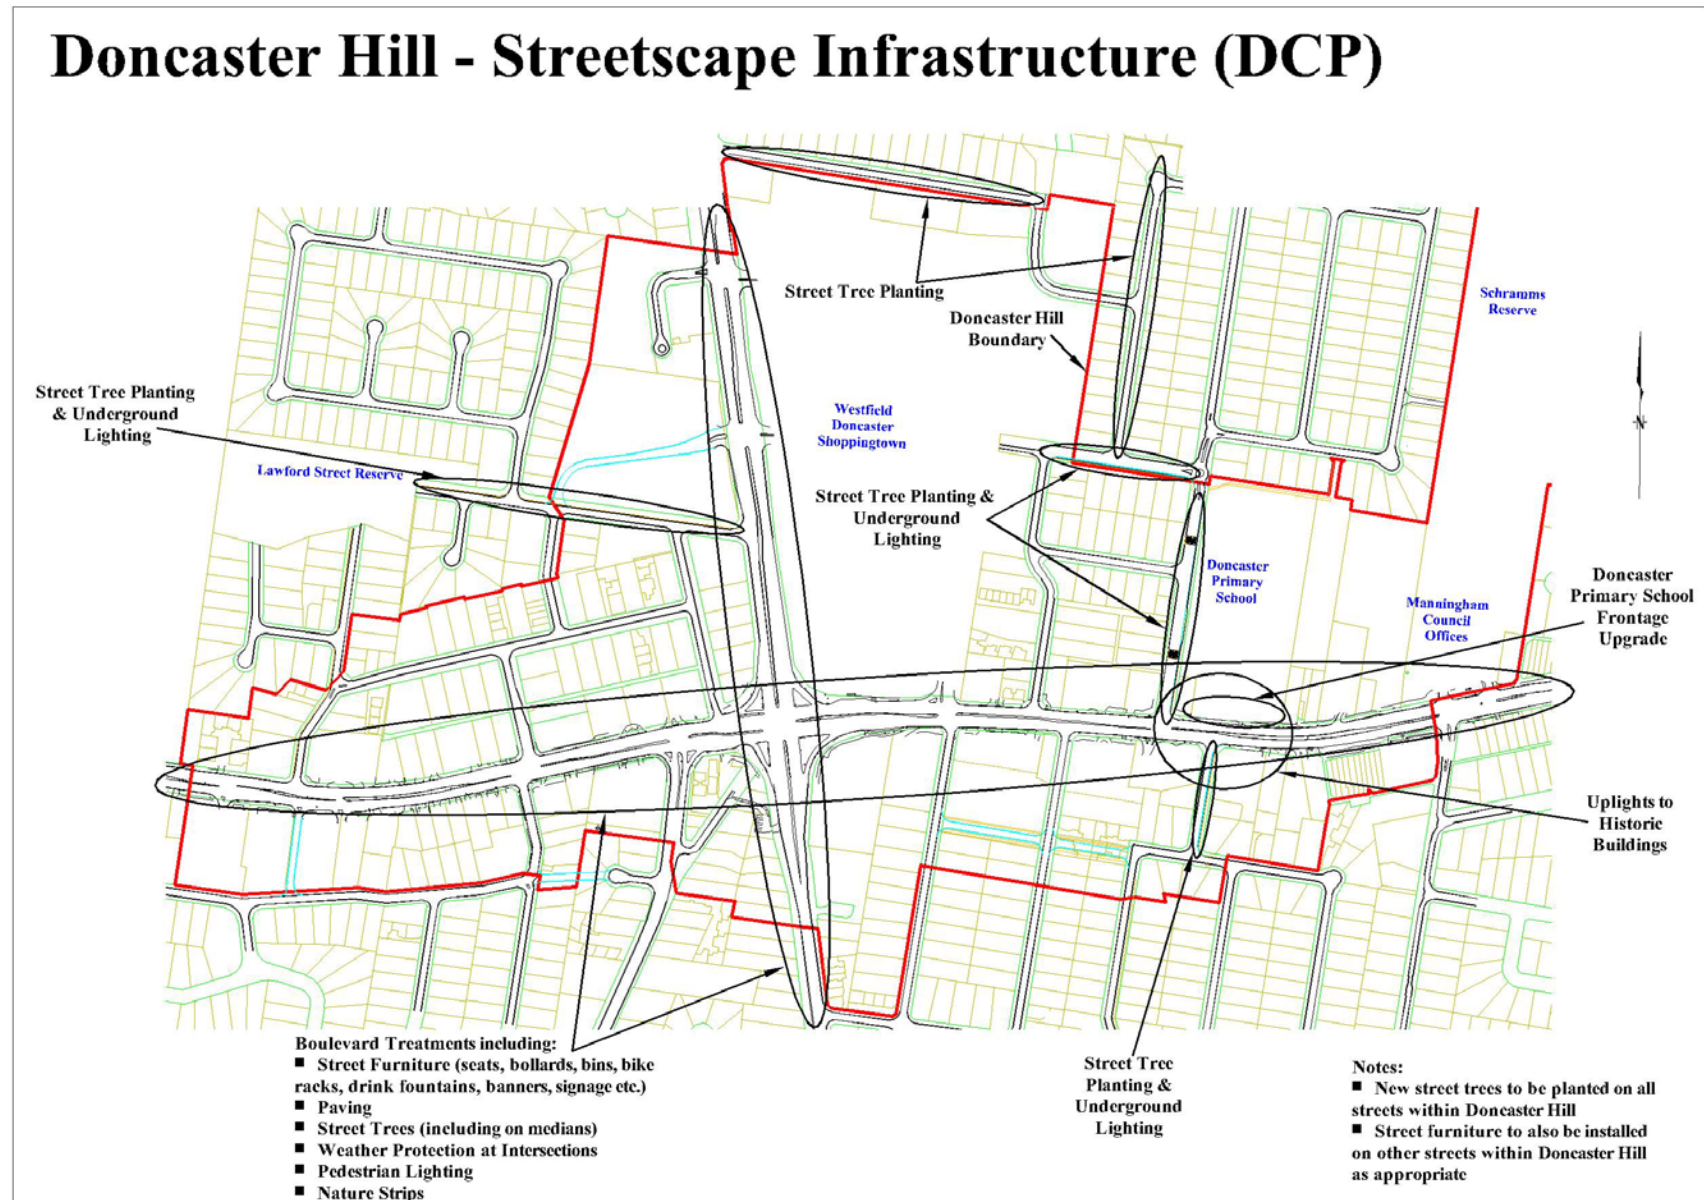 Doncaster Hill - Streetscape Infrastructure (DCP)
Street Tree Planting
Doncaster Hill
Boundary
Schramms
Reserve
N
Street Tree Planting
& Underground
Lighting
Westfield
Doncaster
Shoppingtown
Lawford Street Reserve
Street Tree Planting &
Underground
Lighting
Doncaster
Primary
School
Manningham
Council
Offices
Doncaster
Primary School
Frontage
Upgrade
Uplights to
Historic
Buildings
Boulevard Treatments including:
■ Street Furniture (seats, bollards, bins, bike
racks, drink fountains, banners, signage etc.)
■ Paving
■ Street Trees (including on medians)
■ Weather Protection at Intersections
■ Pedestrian Lighting
■ Nature Strips
Street Tree
Planting &
Underground
Lighting
Notes:
■ New street trees to be planted on all
streets within Doncaster Hill
■ Street furniture to also be installed
on other streets within Doncaster Hill
as appropriate